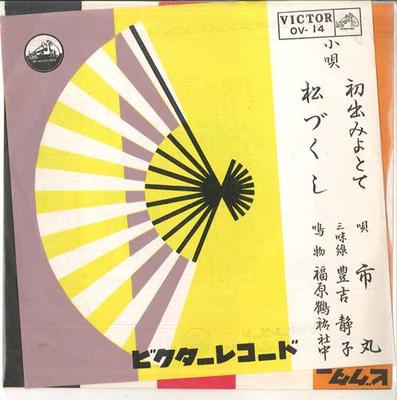 VICTOR
OV-14
小唄
初出みよとて
松づくし
唄 市丸
三味線 豊吉 静子
鳴物 福原鶴祐社中
ビクターレコード